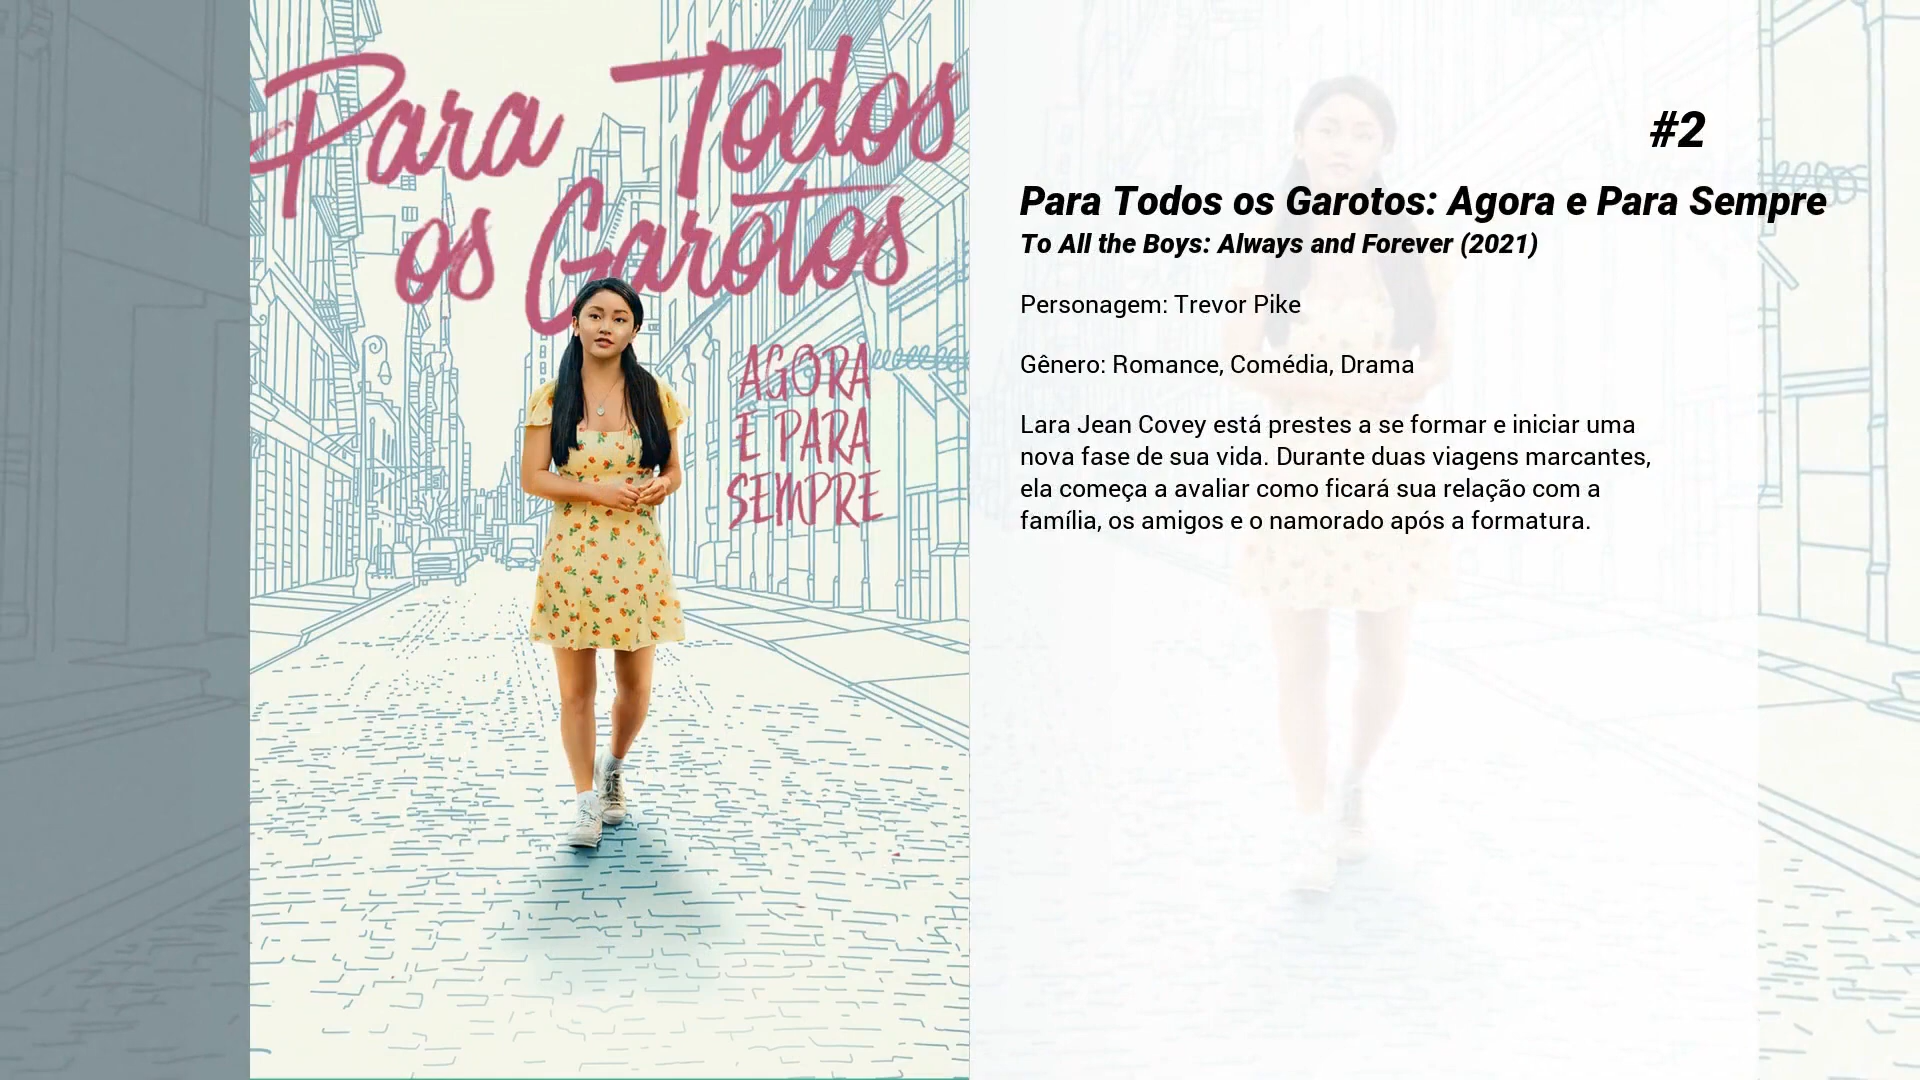 Para Todos
os Garotos
AGORA
E PARA
SEMPRE
#2
Para Todos os Garotos: Agora e Para Sempre
To All the Boys: Always and Forever (2021)
Personagem: Trevor Pike
Gênero: Romance, Comédia, Drama
Lara Jean Covey está prestes a se formar e iniciar uma
nova fase de sua vida. Durante duas viagens marcantes,
ela começa a avaliar como ficará sua relação com a
família, os amigos e o namorado após a formatura.